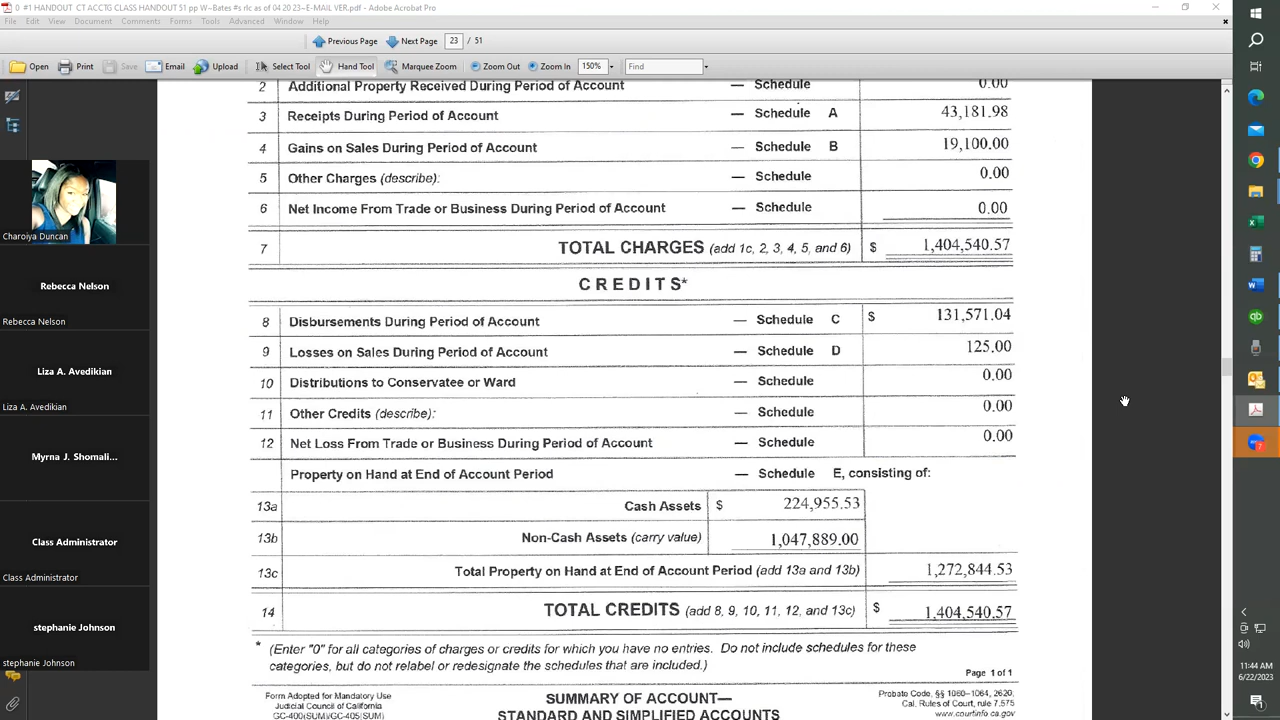 0 #1 HANDOUT CT ACCTG CLASS HANDOUT 51 pp W~Bates #s rlc as of 04 20 23~E-MAIL VER.pdf - Adobe Acrobat Pro
File Edit View Document Comments Forms Tools Advanced Window Help
Previous Page Next Page 23 / 51
Open Print Save Email Upload Select Tool Hand Tool Marquee Zoom Zoom Out Zoom In 150% Find
2 Additional Property Received During Period of Account — Schedule 0.00
3 Receipts During Period of Account — Schedule A 43,181.98
4 Gains on Sales During Period of Account — Schedule B 19,100.00
5 Other Charges (describe): — Schedule 0.00
6 Net Income From Trade or Business During Period of Account — Schedule 0.00
7 TOTAL CHARGES (add 1c, 2, 3, 4, 5, and 6) $ 1,404,540.57
CREDITS*
8 Disbursements During Period of Account — Schedule C $ 131,571.04
9 Losses on Sales During Period of Account — Schedule D 125.00
10 Distributions to Conservatee or Ward — Schedule 0.00
11 Other Credits (describe): — Schedule 0.00
12 Net Loss From Trade or Business During Period of Account — Schedule 0.00
Property on Hand at End of Account Period — Schedule E, consisting of:
13a Cash Assets $ 224,955.53
13b Non-Cash Assets (carry value) 1,047,889.00
13c Total Property on Hand at End of Account Period (add 13a and 13b) 1,272,844.53
14 TOTAL CREDITS (add 8, 9, 10, 11, 12, and 13c) $ 1,404,540.57
* (Enter "0" for all categories of charges or credits for which you have no entries. Do not include schedules for these
categories, but do not relabel or redesignate the schedules that are included.)
Page 1 of 1
Form Adopted for Mandatory Use
Judicial Council of California
GC-400(SUM)/GC-405(SUM)
SUMMARY OF ACCOUNT—
STANDARD AND SIMPLIFIED ACCOUNTS
Probate Code, §§ 1060–1064, 2620;
Cal. Rules of Court, rule 7.575
www.courtinfo.ca.gov
Charoiya Duncan
Rebecca Nelson
Rebecca Nelson
Liza A. Avedikian
Liza A. Avedikian
Myrna J. Shomali...
Class Administrator
Class Administrator
stephanie Johnson
stephanie Johnson
11:44 AM
6/22/2023